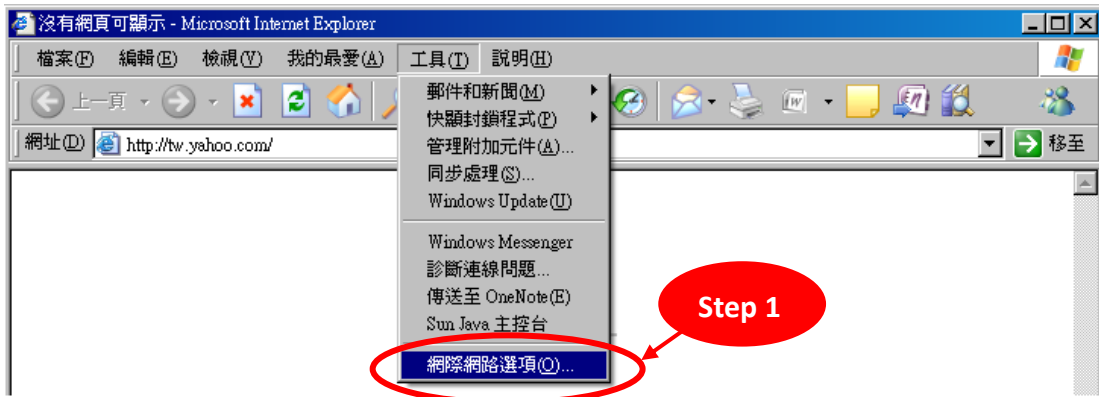 沒有網頁可顯示 - Microsoft Internet Explorer
檔案(F) 編輯(E) 檢視(V) 我的最愛(A) 工具(T) 說明(H)
上一頁
網址(D) http://tw.yahoo.com/ 移至
郵件和新聞(M)
快顯封鎖程式(P)
管理附加元件(A)...
同步處理(S)...
Windows Update(U)
Windows Messenger
診斷連線問題...
傳送至 OneNote(E)
Sun Java 主控台
網際網路選項(O)...
Step 1